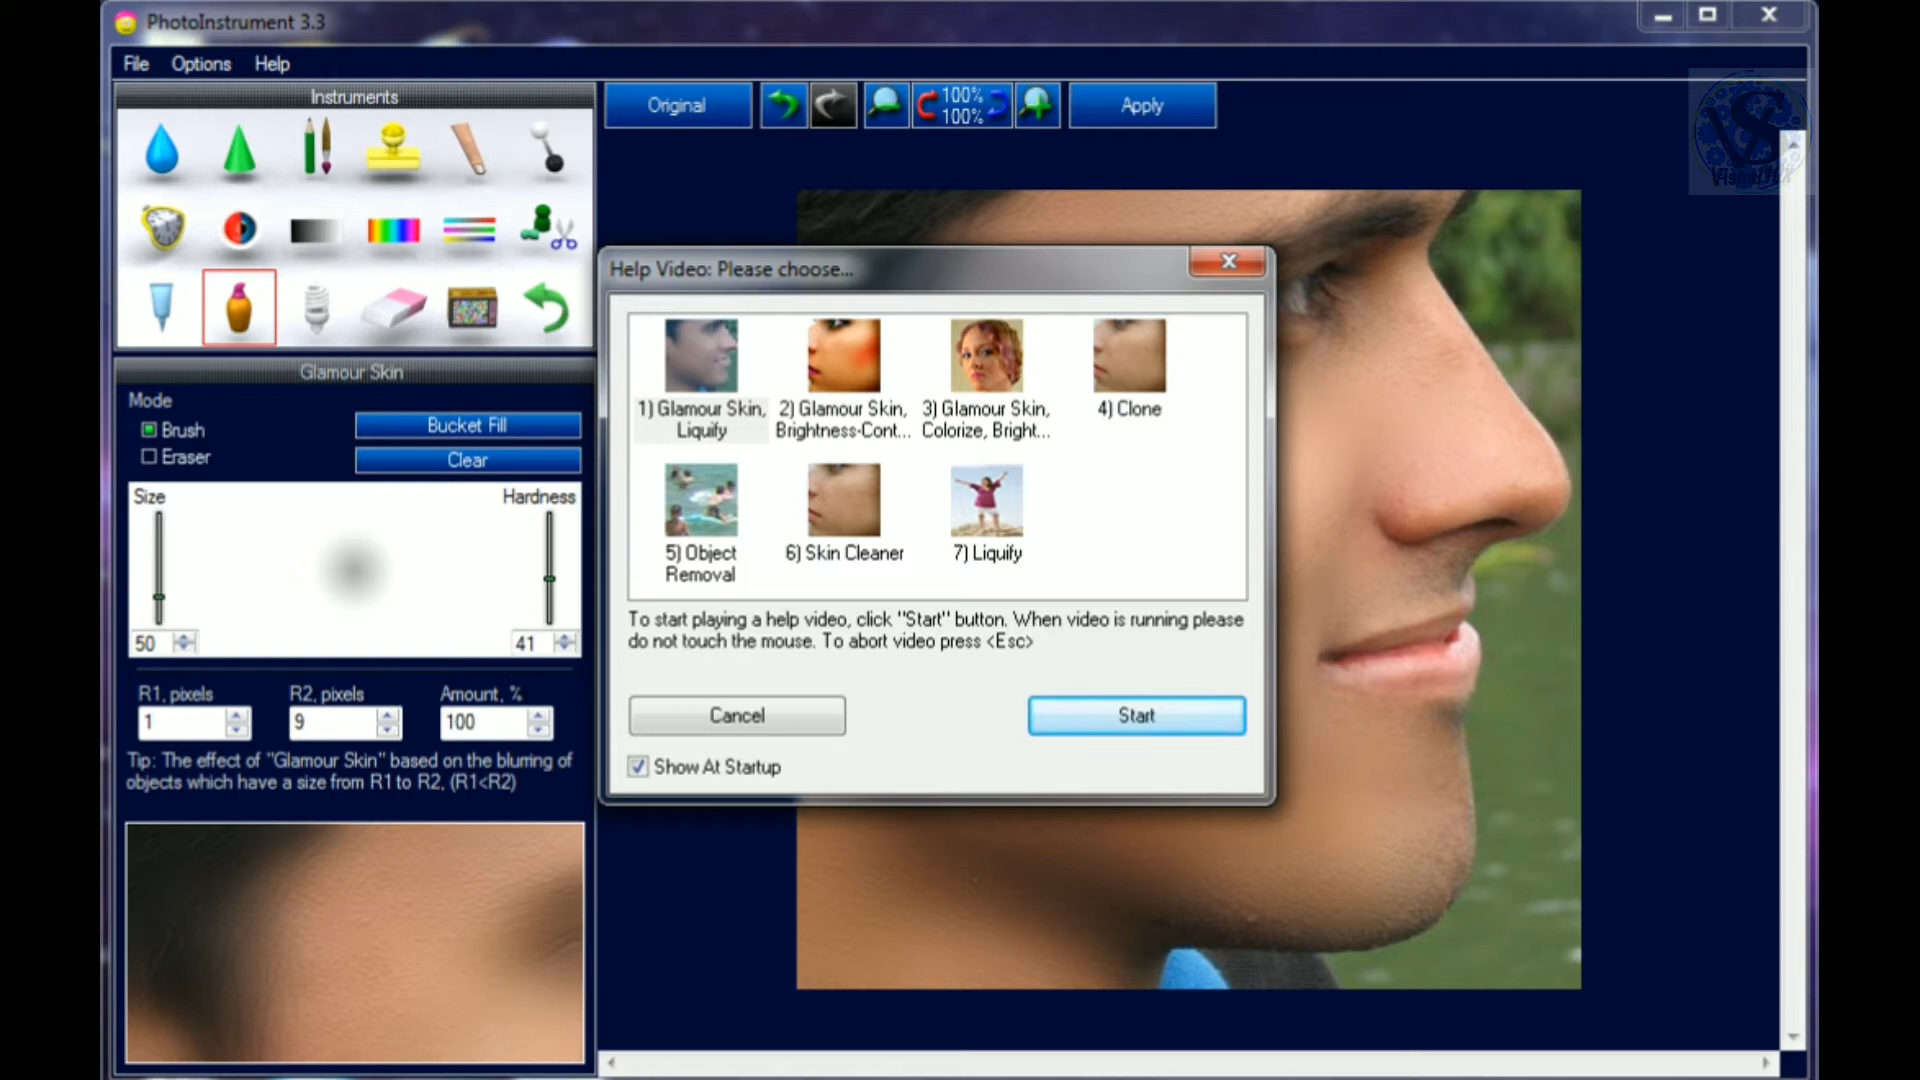 PhotoInstrument 3.3
File Options Help
Instruments
Original
100%
100%
Apply
Help Video: Please choose...
1) Glamour Skin, Liquify
2) Glamour Skin, Brightness-Cont...
3) Glamour Skin, Colorize, Bright...
4) Clone
5) Object Removal
6) Skin Cleaner
7) Liquify
To start playing a help video, click "Start" button. When video is running please
do not touch the mouse. To abort video press <Esc>
Cancel
Start
Show At Startup
Glamour Skin
Mode
Brush
Eraser
Bucket Fill
Clear
Size
Hardness
50
41
R1, pixels
R2, pixels
Amount, %
1
9
100
Tip: The effect of "Glamour Skin" based on the blurring of
objects which have a size from R1 to R2, (R1<R2)
VS